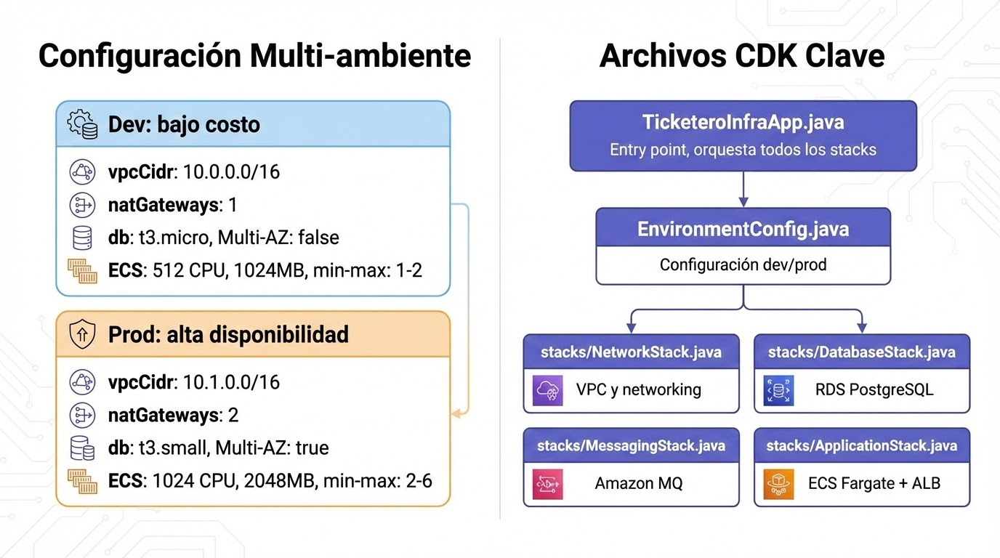 Configuración Multi-ambiente
Dev: bajo costo
vpcCidr: 10.0.0.0/16
natGateways: 1
db: t3.micro, Multi-AZ: false
ECS: 512 CPU, 1024MB, min-max: 1-2
Prod: alta disponibilidad
vpcCidr: 10.1.0.0/16
natGateways: 2
db: t3.small, Multi-AZ: true
ECS: 1024 CPU, 2048MB, min-max: 2-6
Archivos CDK Clave
TicketeroInfraApp.java
Entry point, orquesta todos los stacks
EnvironmentConfig.java
Configuración dev/prod
stacks/NetworkStack.java
VPC y networking
stacks/DatabaseStack.java
RDS PostgreSQL
stacks/MessagingStack.java
Amazon MQ
stacks/ApplicationStack.java
ECS Fargate + ALB